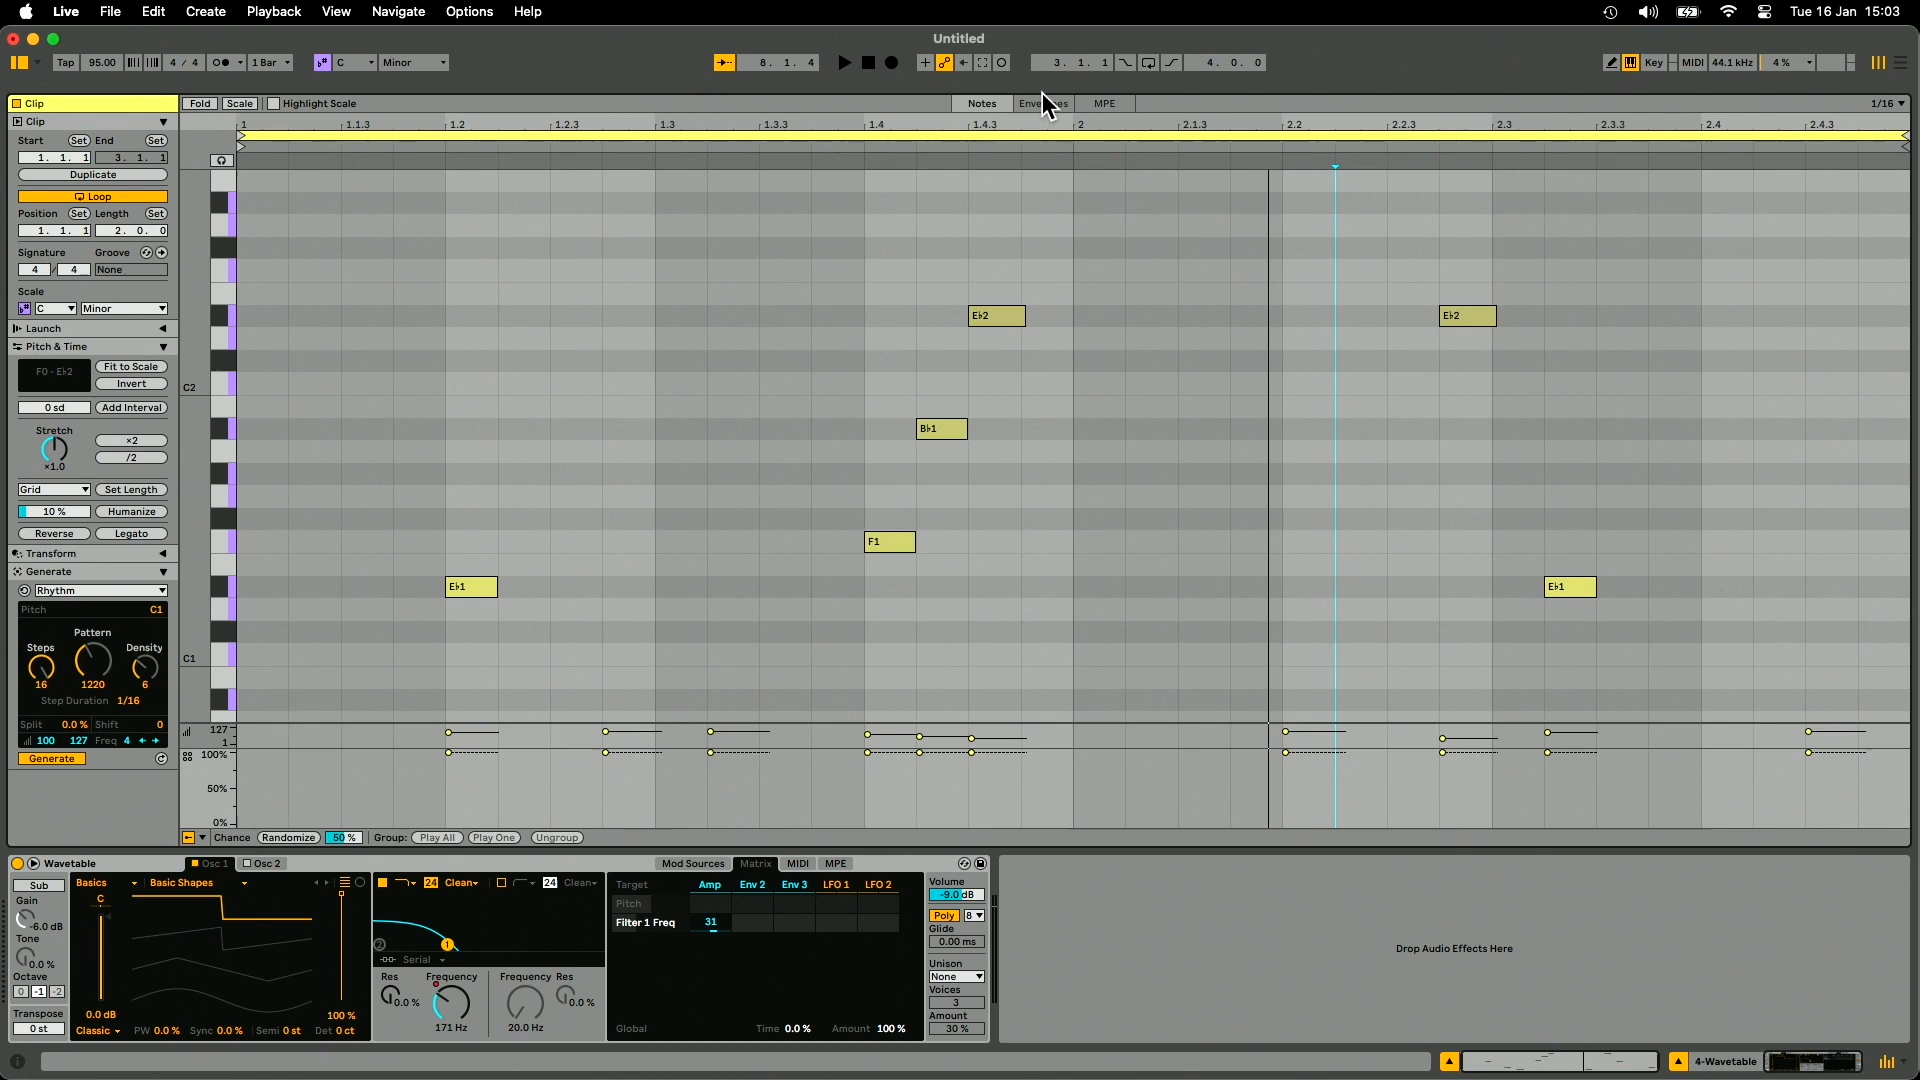 Live File Edit Create Playback View Navigate Options Help Tue 16 Jan 15:03
Untitled
Tap 95.00 4 / 4 1 Bar C Minor 8. 1. 4 3. 1. 1 4. 0. 0 Key MIDI 44.1 kHz 4 %
Clip
Fold Scale Highlight Scale Notes MPE 1/16
Clip
1 1.1.3 1.2 1.2.3 1.3 1.3.3 1.4 1.4.3 2 2.1.3 2.2 2.2.3 2.3 2.3.3 2.4 2.4.3
Start Set End Set
1. 1. 1 3. 1. 1
Duplicate
Loop
Position Set Length Set
1. 1. 1 2. 0. 0
Signature Groove
4 / 4 None
Scale
C Minor
Launch
Pitch & Time
F0 - E♭2 Fit to Scale
Invert
0 sd Add Interval
Stretch
×2
/2
×1.0
Grid Set Length
10 % Humanize
Reverse Legato
Transform
Generate
Rhythm
Pitch C1
Pattern
Steps Density
16 1220 6
Step Duration 1/16
Split 0.0 % Shift 0
100 127 Freq 4
Generate
C2
C1
E♭2 E♭2
B♭1
F1
E♭1 E♭1
127
1
100%
50%
0%
Chance Randomize 50 % Group: Play All Play One Ungroup
Wavetable Osc 1 Osc 2 Mod Sources Matrix MIDI MPE
Sub
Gain
-6.0 dB
Tone
0.0 %
Octave
0 -1 -2
Transpose
0 st
Basics Basic Shapes
C
0.0 dB 100 %
Classic PW 0.0 % Sync 0.0 % Semi 0 st Det 0 ct
24 Clean 24 Clean
2 1
Serial
Res Frequency Frequency Res
0.0 % 171 Hz 20.0 Hz 0.0 %
Target Amp Env 2 Env 3 LFO 1 LFO 2
Pitch
Filter 1 Freq 31
Global Time 0.0 % Amount 100 %
Volume
-9.0 dB
Poly 8
Glide
0.00 ms
Unison
None
Voices
3
Amount
30 %
Drop Audio Effects Here
4-Wavetable